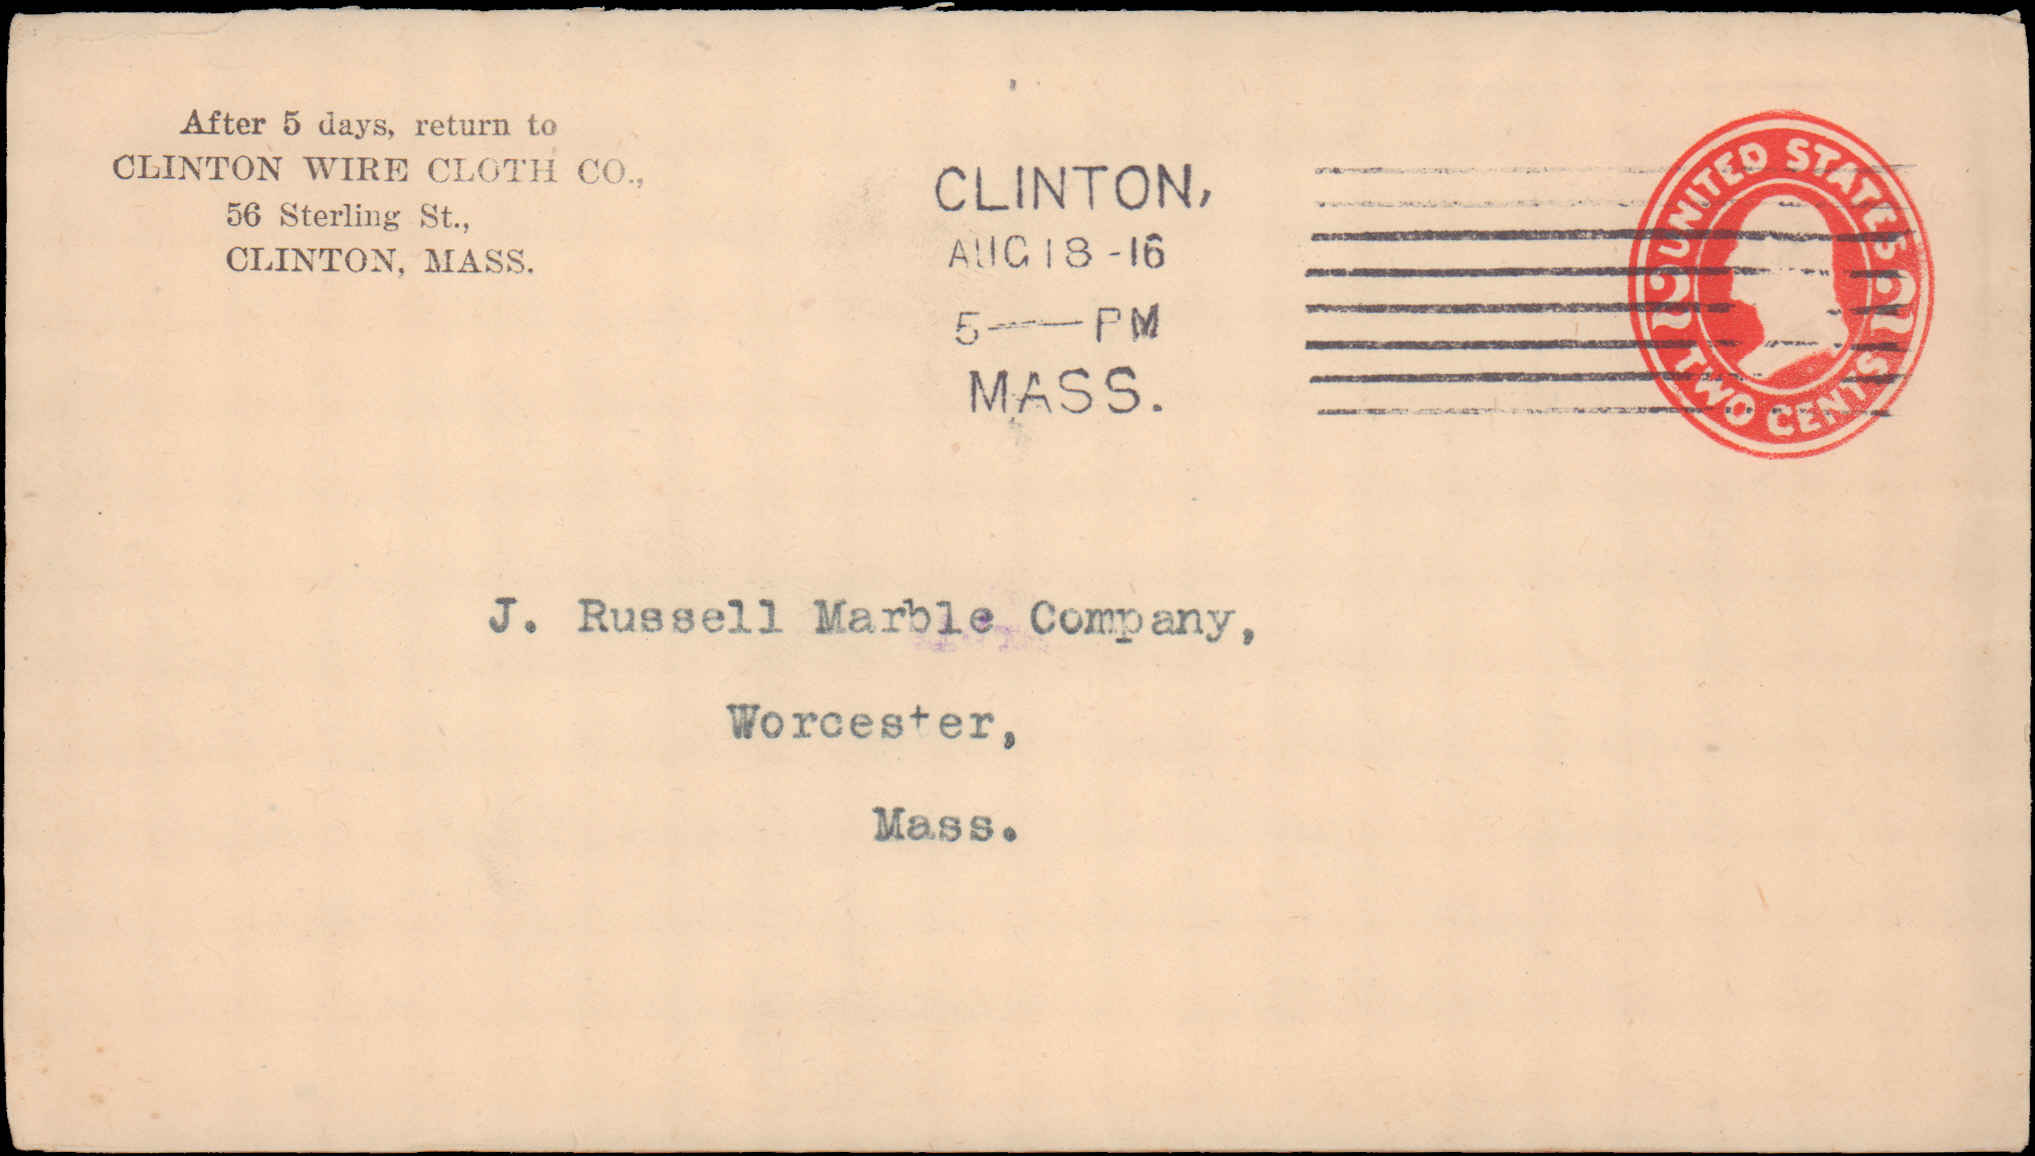 After 5 days, return to
CLINTON WIRE CLOTH CO.,
56 Sterling St.,
CLINTON, MASS.
CLINTON,
AUG 18 -16
5 — PM
MASS.
UNITED STATES
2 2
TWO CENTS
J. Russell Marble Company,
Worcester,
Mass.